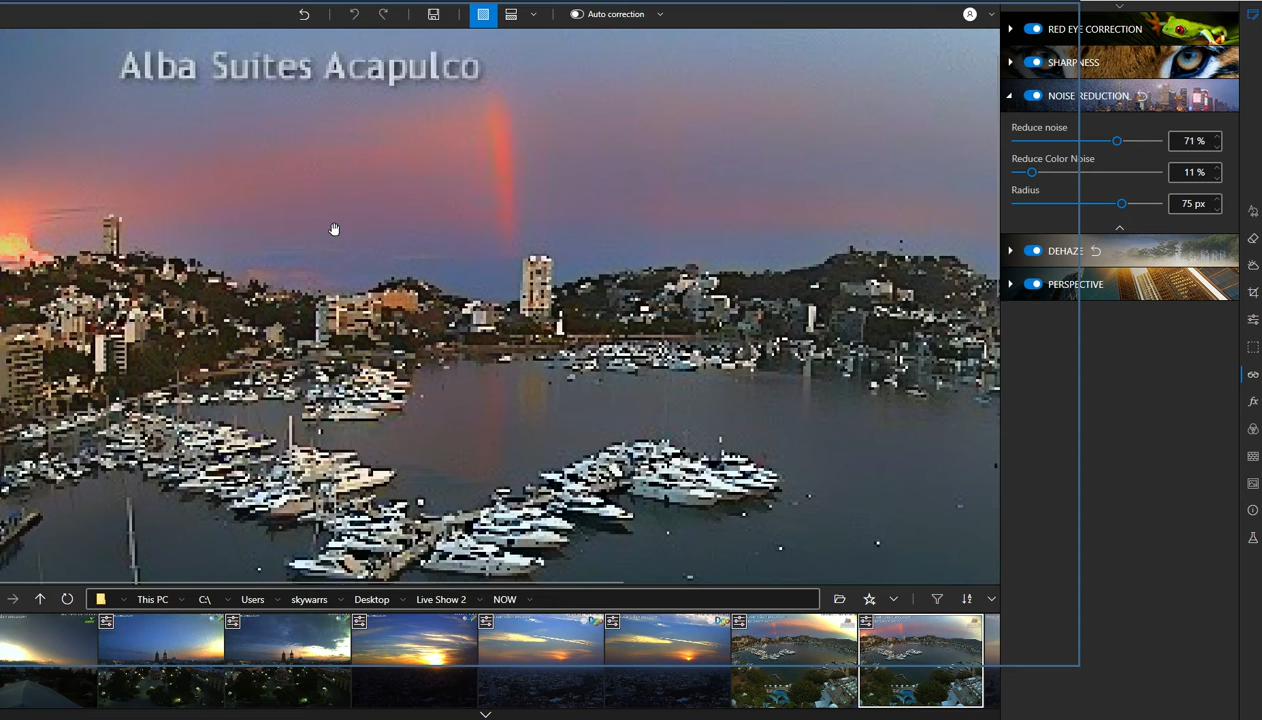 Auto correction
Alba Suites Acapulco
RED EYE CORRECTION
SHARPNESS
NOISE REDUCTION
Reduce noise
71 %
Reduce Color Noise
11 %
Radius
75 px
DEHAZE
PERSPECTIVE
This PC C:\ Users skywarrs Desktop Live Show 2 NOW